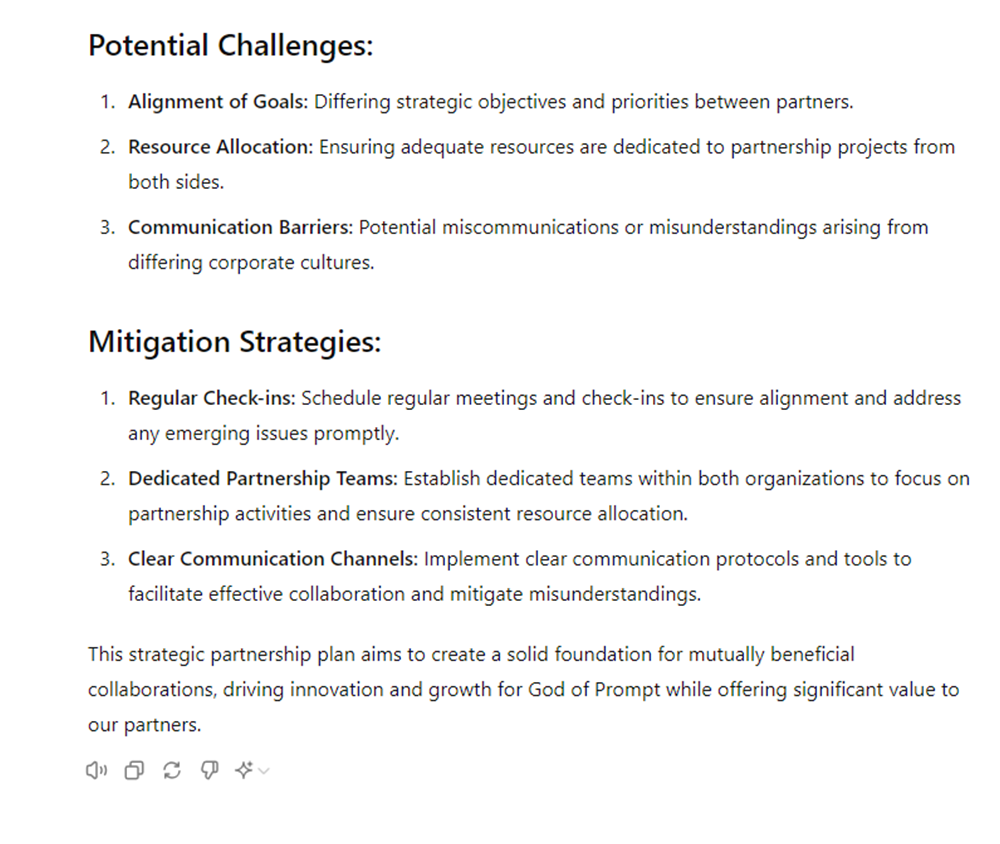 Potential Challenges:
1. Alignment of Goals: Differing strategic objectives and priorities between partners.
2. Resource Allocation: Ensuring adequate resources are dedicated to partnership projects from
both sides.
3. Communication Barriers: Potential miscommunications or misunderstandings arising from
differing corporate cultures.
Mitigation Strategies:
1. Regular Check-ins: Schedule regular meetings and check-ins to ensure alignment and address
any emerging issues promptly.
2. Dedicated Partnership Teams: Establish dedicated teams within both organizations to focus on
partnership activities and ensure consistent resource allocation.
3. Clear Communication Channels: Implement clear communication protocols and tools to
facilitate effective collaboration and mitigate misunderstandings.
This strategic partnership plan aims to create a solid foundation for mutually beneficial
collaborations, driving innovation and growth for God of Prompt while offering significant value to
our partners.